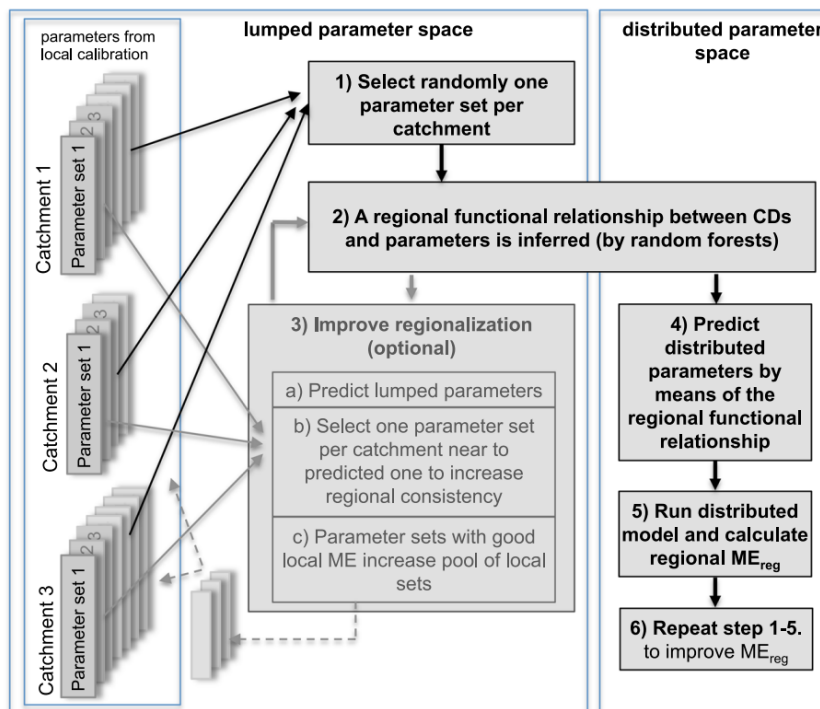 parameters from
local calibration
lumped parameter space
distributed parameter
space
Catchment 1
Parameter set 1
2
3
Catchment 2
Parameter set 1
2
3
Catchment 3
Parameter set 1
2
3
1) Select randomly one
parameter set per
catchment
2) A regional functional relationship between CDs
and parameters is inferred (by random forests)
3) Improve regionalization
(optional)
a) Predict lumped parameters
b) Select one parameter set
per catchment near to
predicted one to increase
regional consistency
c) Parameter sets with good
local ME increase pool of local
sets
4) Predict
distributed
parameters by
means of the
regional functional
relationship
5) Run distributed
model and calculate
regional ME_reg
6) Repeat step 1-5.
to improve ME_reg